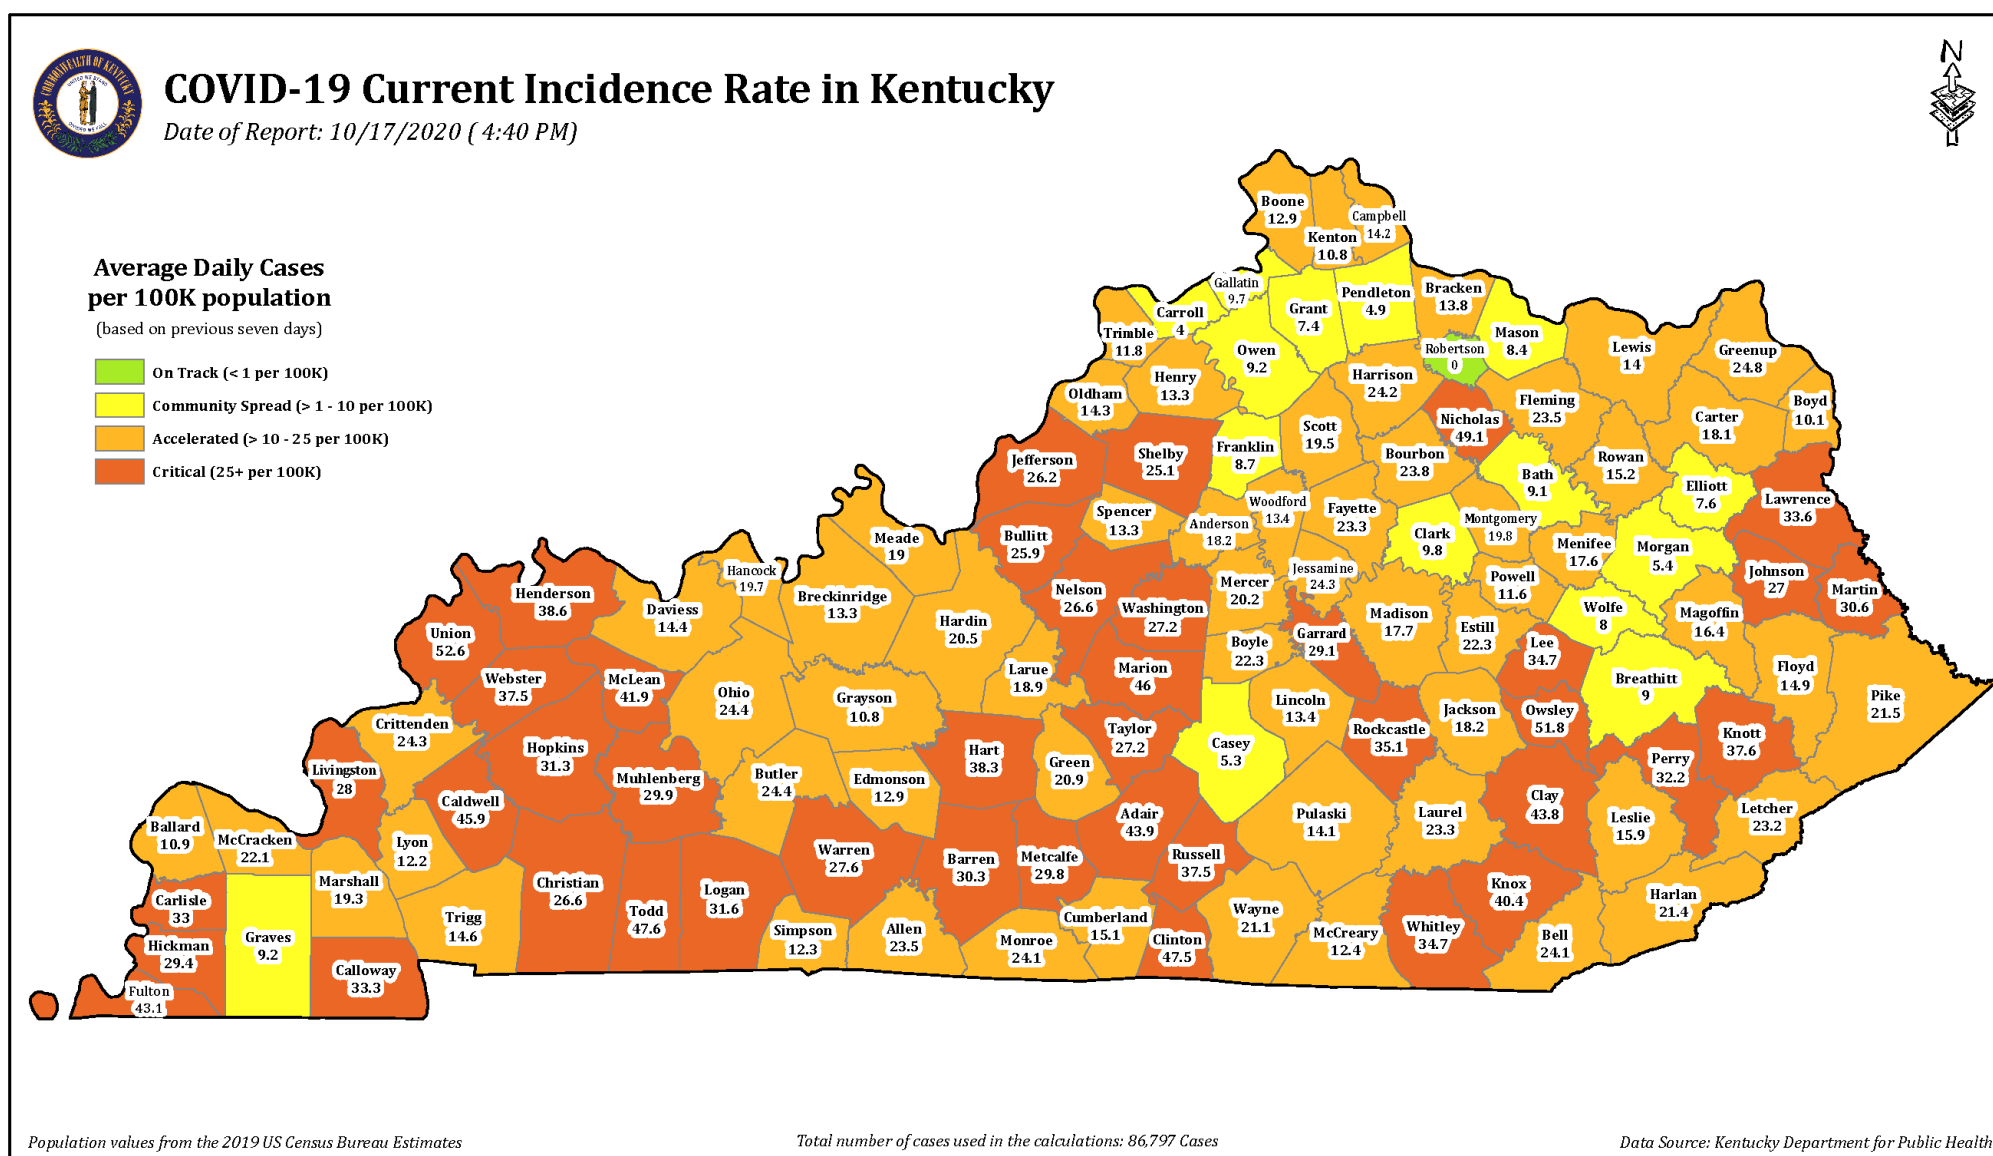 COMMONWEALTH OF KENTUCKY
UNITED WE STAND
DIVIDED WE FALL
COVID-19 Current Incidence Rate in Kentucky
Date of Report: 10/17/2020 ( 4:40 PM)
N
Average Daily Cases
per 100K population
(based on previous seven days)
On Track (< 1 per 100K)
Community Spread (> 1 - 10 per 100K)
Accelerated (> 10 - 25 per 100K)
Critical (25+ per 100K)
Boone
12.9
Campbell
14.2
Kenton
10.8
Gallatin
9.7
Carroll
4
Grant
7.4
Pendleton
4.9
Bracken
13.8
Trimble
11.8
Owen
9.2
Robertson
0
Mason
8.4
Lewis
14
Greenup
24.8
Henry
13.3
Harrison
24.2
Oldham
14.3
Nicholas
49.1
Fleming
23.5
Carter
18.1
Boyd
10.1
Jefferson
26.2
Shelby
25.1
Franklin
8.7
Scott
19.5
Bourbon
23.8
Bath
9.1
Rowan
15.2
Elliott
7.6
Lawrence
33.6
Bullitt
25.9
Spencer
13.3
Anderson
18.2
Woodford
13.4
Fayette
23.3
Clark
9.8
Montgomery
19.8
Menifee
17.6
Morgan
5.4
Meade
19
Hancock
19.7
Breckinridge
13.3
Jessamine
24.3
Johnson
27
Martin
30.6
Henderson
38.6
Daviess
14.4
Hardin
20.5
Nelson
26.6
Washington
27.2
Mercer
20.2
Madison
17.7
Powell
11.6
Wolfe
8
Magoffin
16.4
Union
52.6
Boyle
22.3
Garrard
29.1
Estill
22.3
Lee
34.7
Webster
37.5
McLean
41.9
Ohio
24.4
Grayson
10.8
Larue
18.9
Marion
46
Breathitt
9
Floyd
14.9
Pike
21.5
Crittenden
24.3
Hopkins
31.3
Muhlenberg
29.9
Butler
24.4
Edmonson
12.9
Hart
38.3
Green
20.9
Taylor
27.2
Casey
5.3
Lincoln
13.4
Rockcastle
35.1
Jackson
18.2
Owsley
51.8
Perry
32.2
Knott
37.6
Livingston
28
Caldwell
45.9
Adair
43.9
Pulaski
14.1
Laurel
23.3
Clay
43.8
Leslie
15.9
Letcher
23.2
Ballard
10.9
McCracken
22.1
Lyon
12.2
Warren
27.6
Barren
30.3
Metcalfe
29.8
Russell
37.5
Marshall
19.3
Christian
26.6
Todd
47.6
Logan
31.6
Knox
40.4
Harlan
21.4
Carlisle
33
Trigg
14.6
Simpson
12.3
Allen
23.5
Monroe
24.1
Cumberland
15.1
Clinton
47.5
Wayne
21.1
McCreary
12.4
Whitley
34.7
Bell
24.1
Hickman
29.4
Graves
9.2
Calloway
33.3
Fulton
43.1
Population values from the 2019 US Census Bureau Estimates
Total number of cases used in the calculations: 86,797 Cases
Data Source: Kentucky Department for Public Health